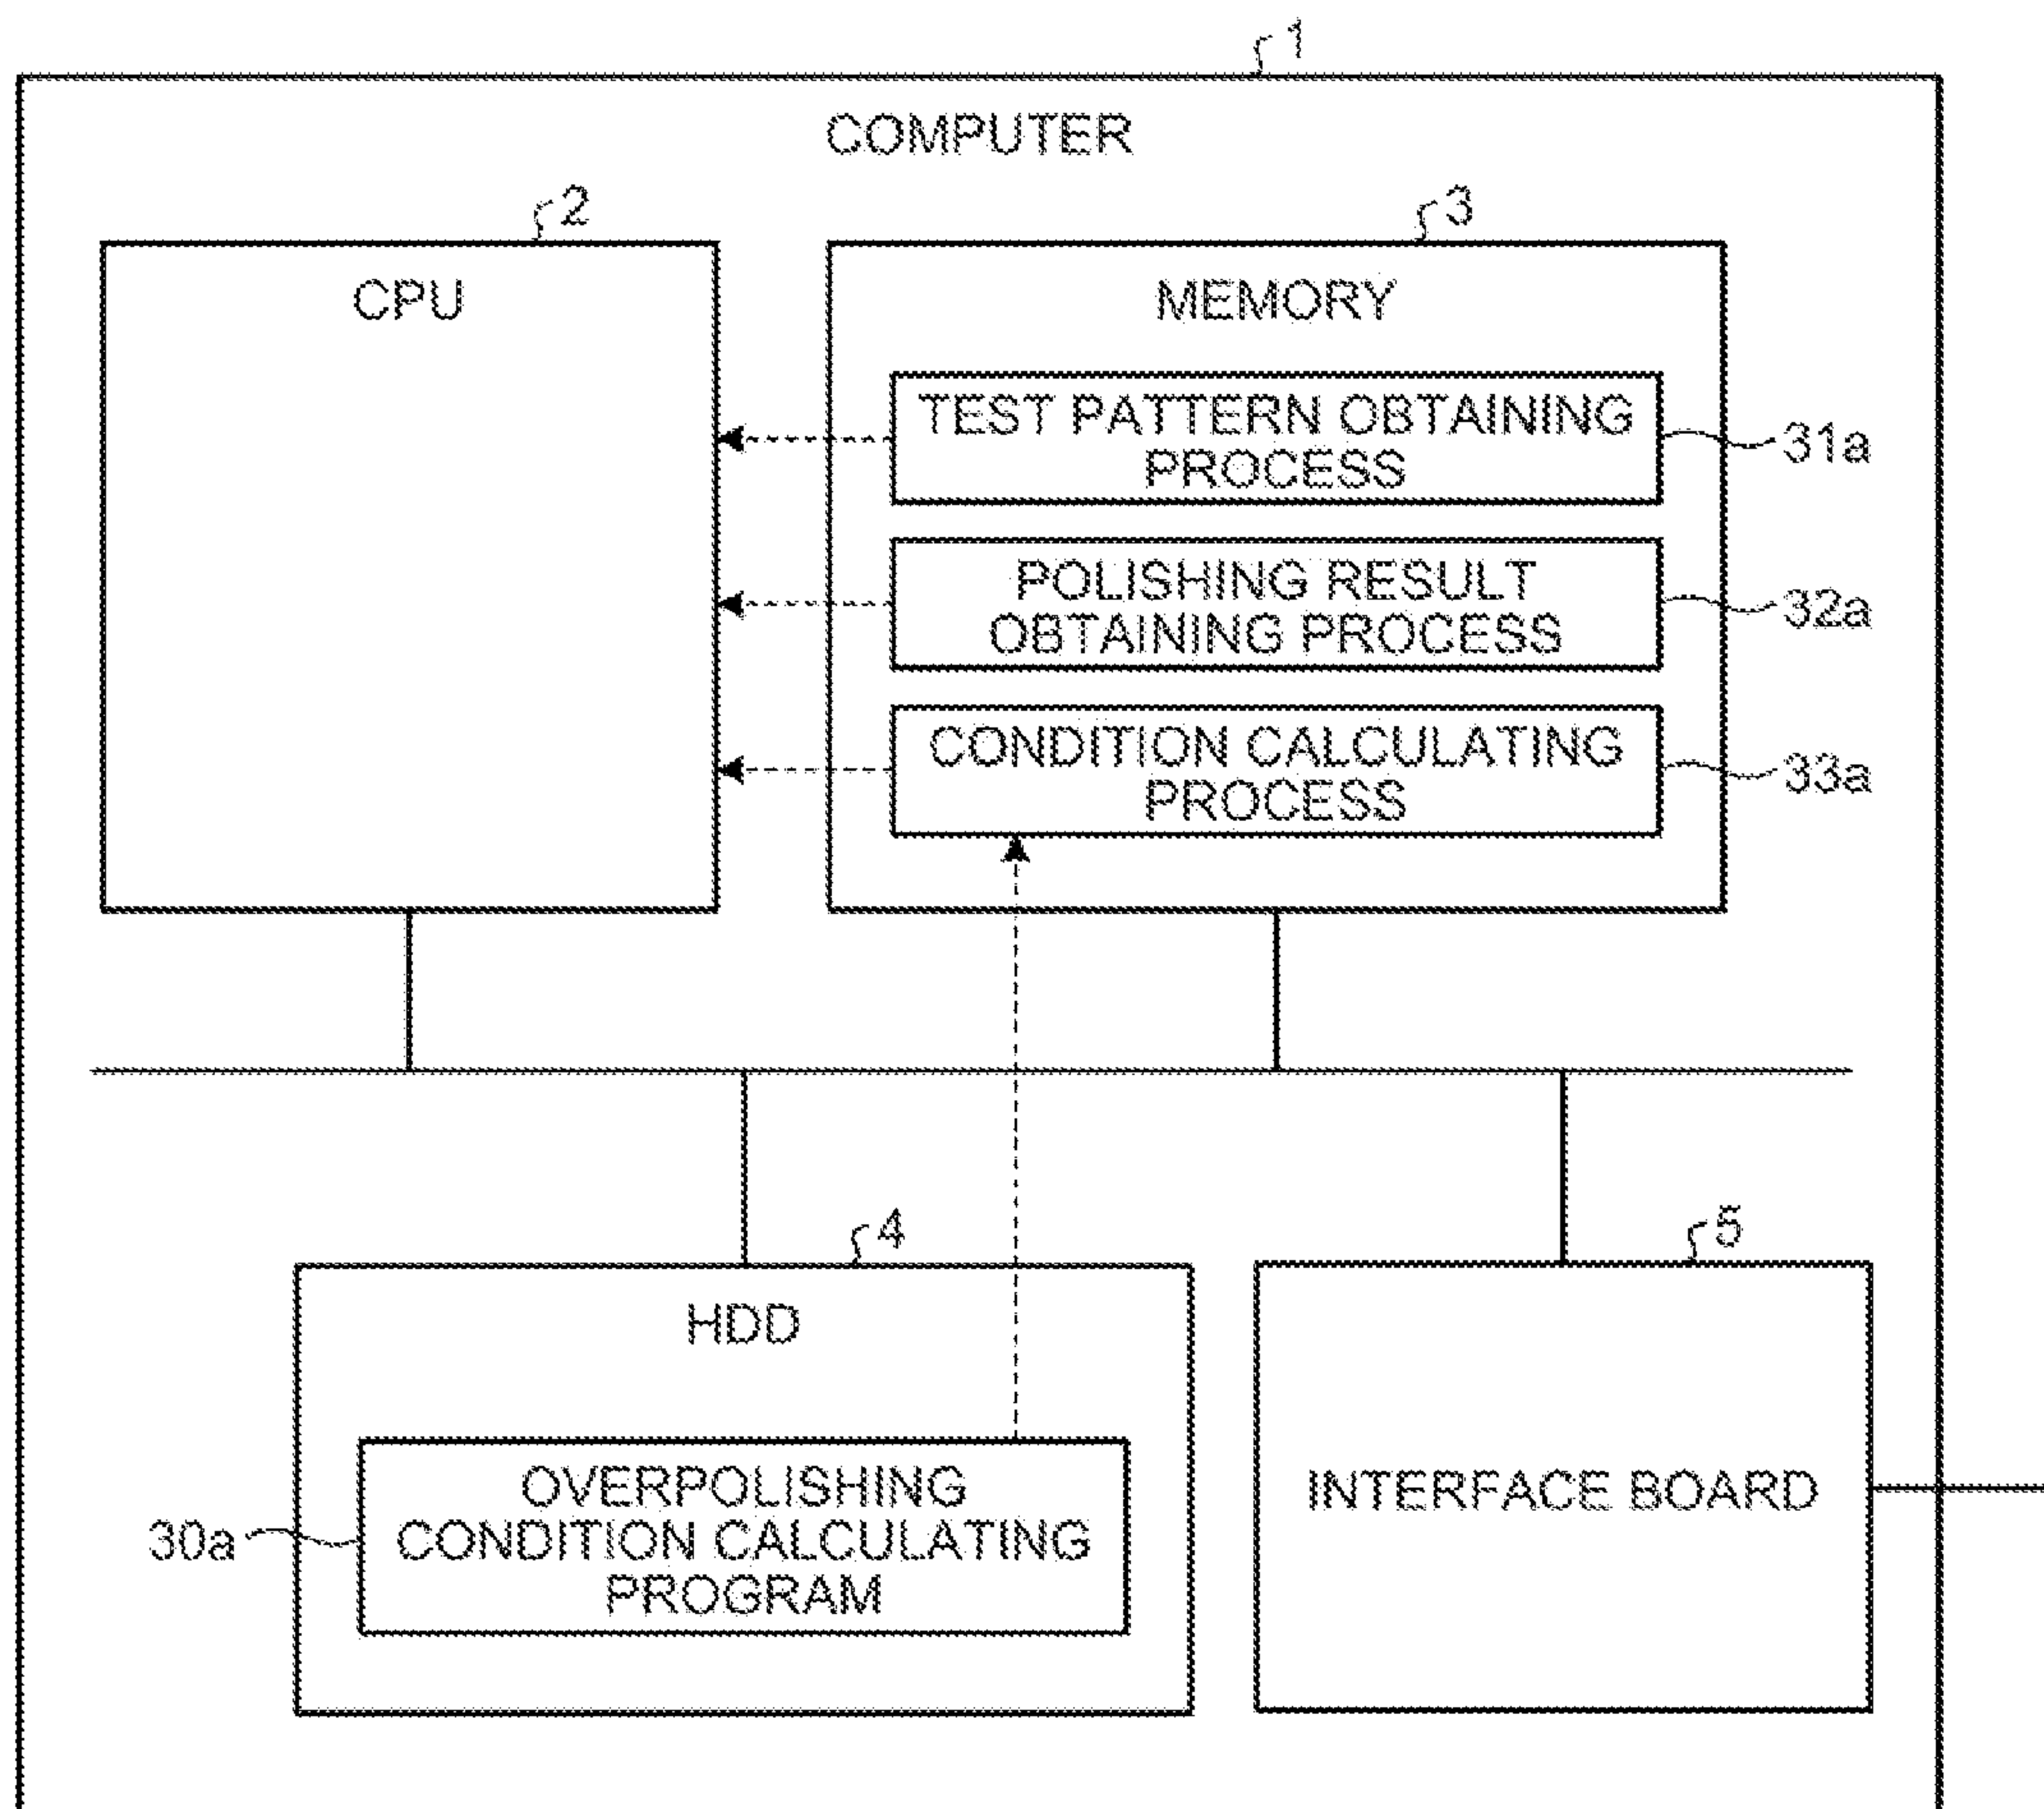 1
COMPUTER
2
3
CPU
MEMORY
TEST PATTERN OBTAINING
PROCESS
31a
POLISHING RESULT
OBTAINING PROCESS
32a
CONDITION CALCULATING
PROCESS
33a
4
5
HDD
OVERPOLISHING
CONDITION CALCULATING
PROGRAM
30a
INTERFACE BOARD